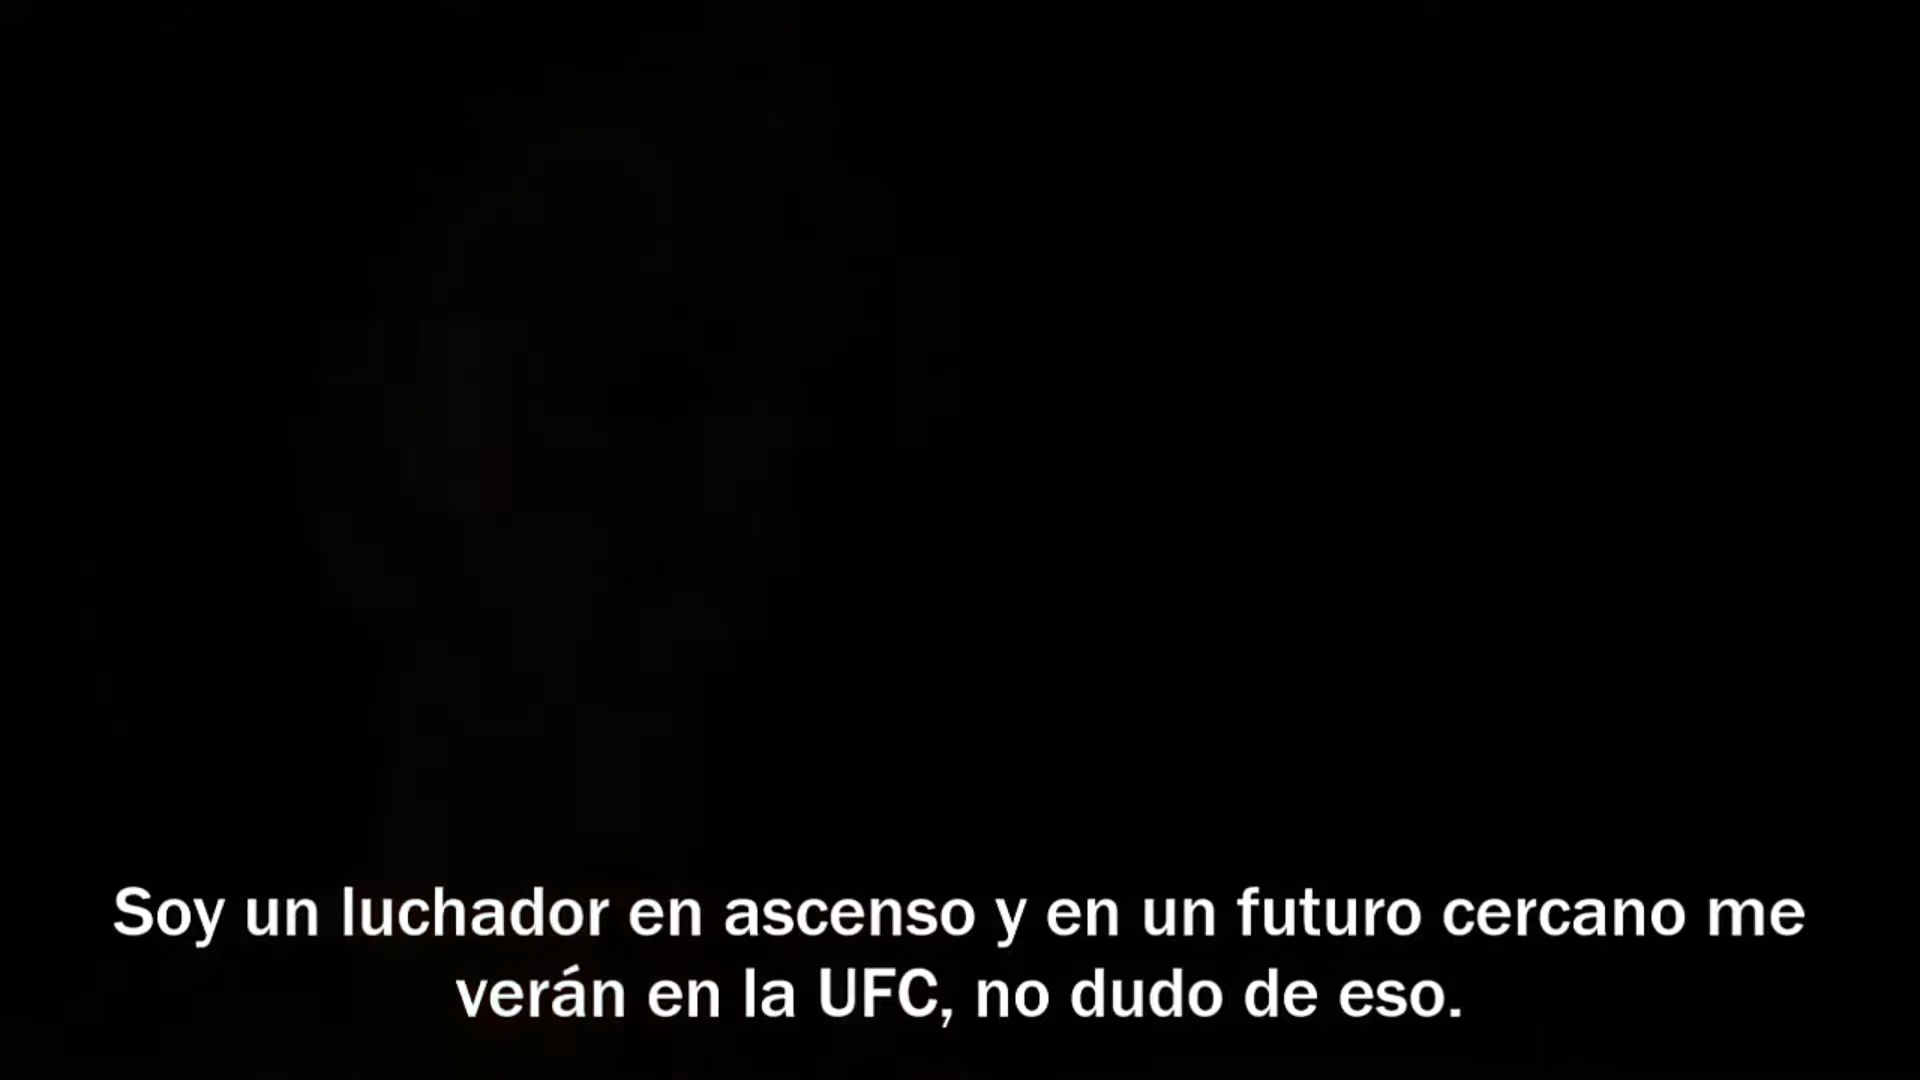 Soy un luchador en ascenso y en un futuro cercano me
verán en la UFC, no dudo de eso.